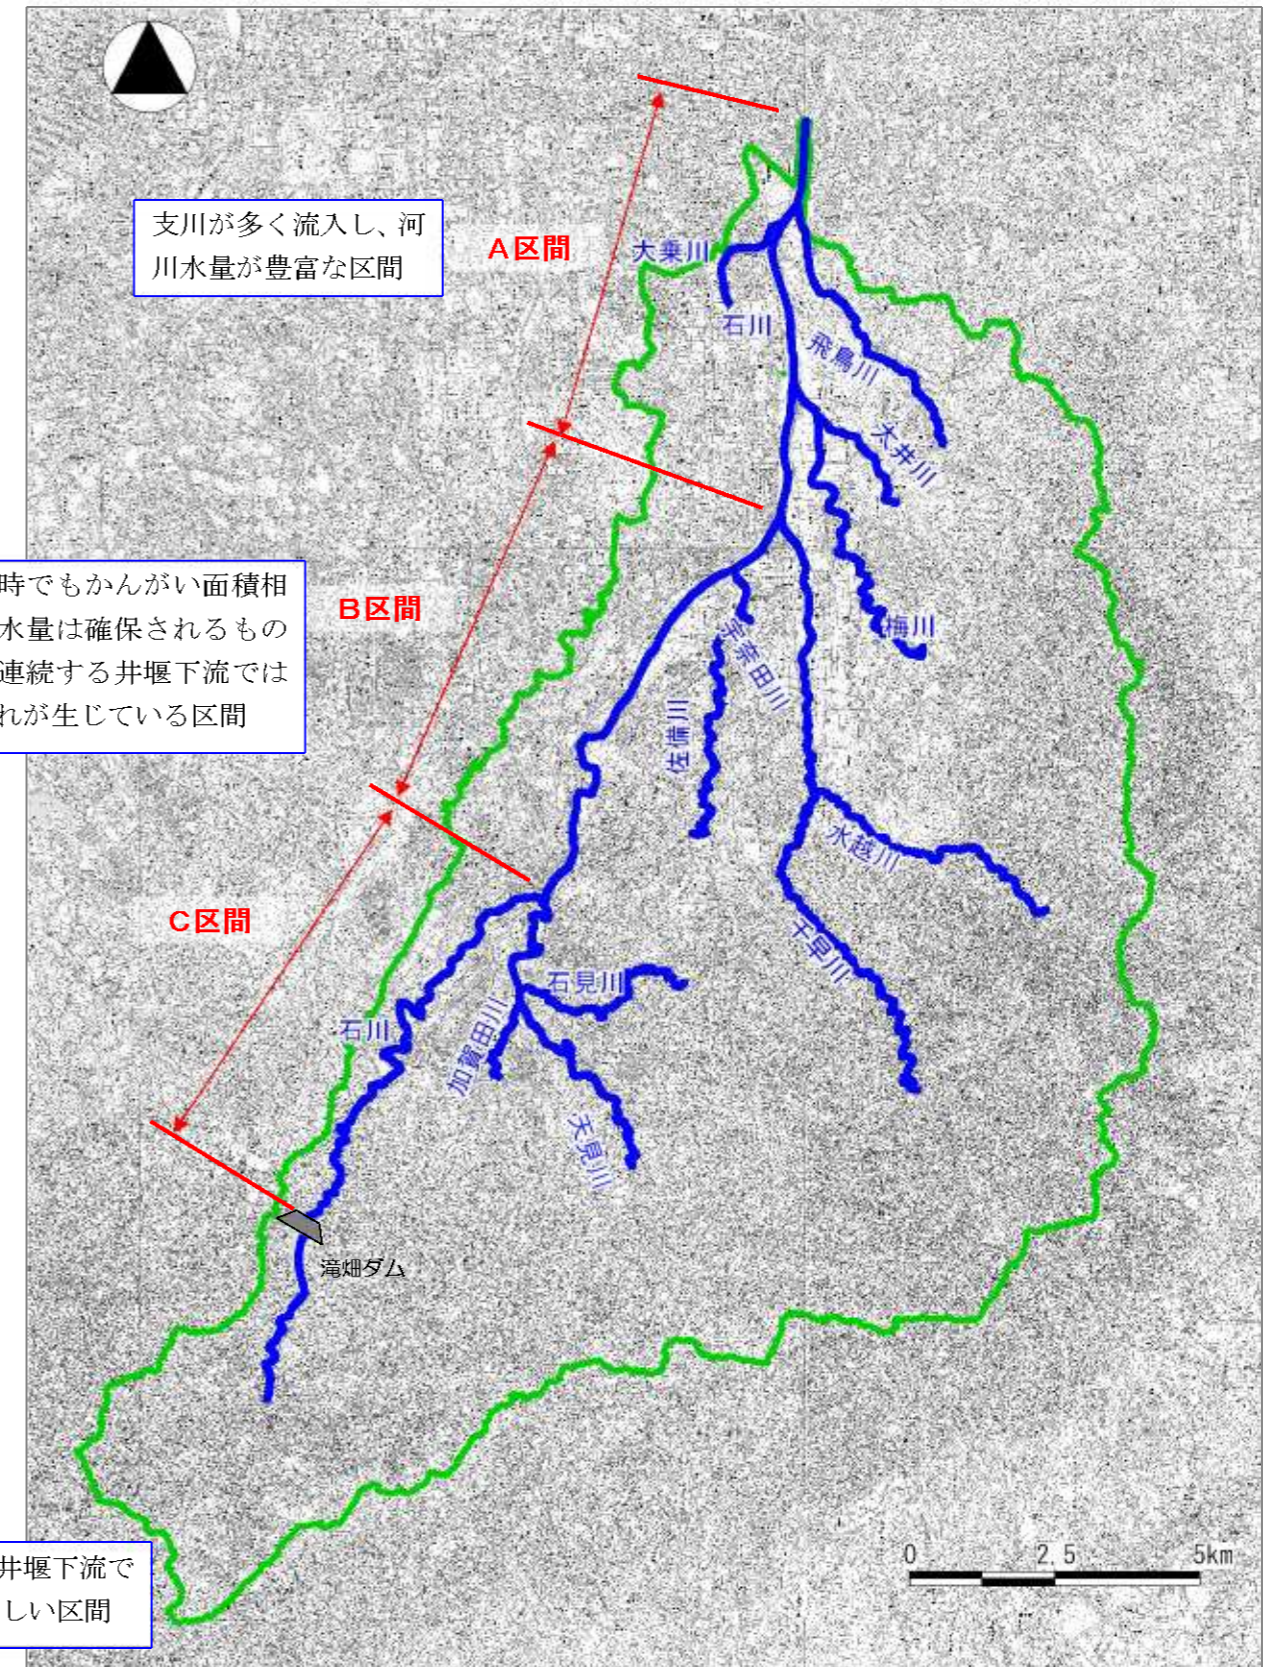 支川が多く流入し、河
川水量が豊富な区間
A区間
大乗川
石川
飛鳥川
太井川
時でもかんがい面積相
水量は確保されるもの
連続する井堰下流では
れが生じている区間
B区間
梅川
宇奈田川
佐備川
水越川
C区間
千早川
石見川
石川
加賀田川
天見川
滝畑ダム
井堰下流で
しい区間
0 2.5 5km